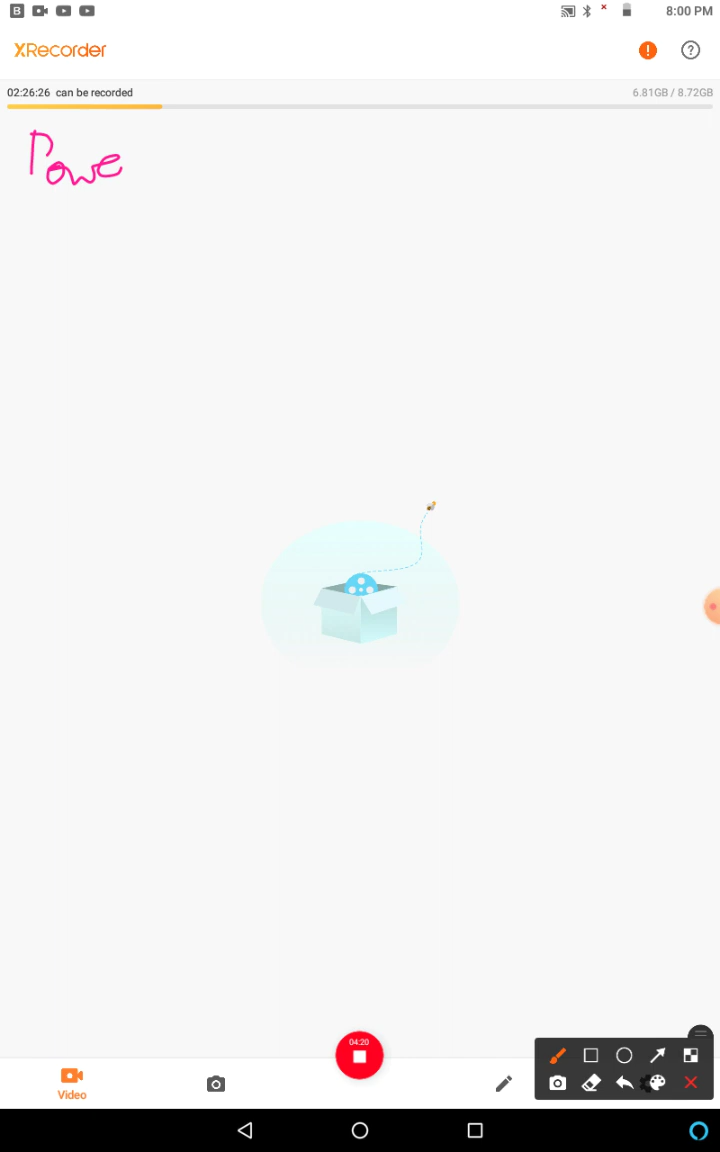 B 8:00 PM
XRecorder ! ?
02:26:26 can be recorded 6.81GB / 8.72GB
Powe
04:20
Video